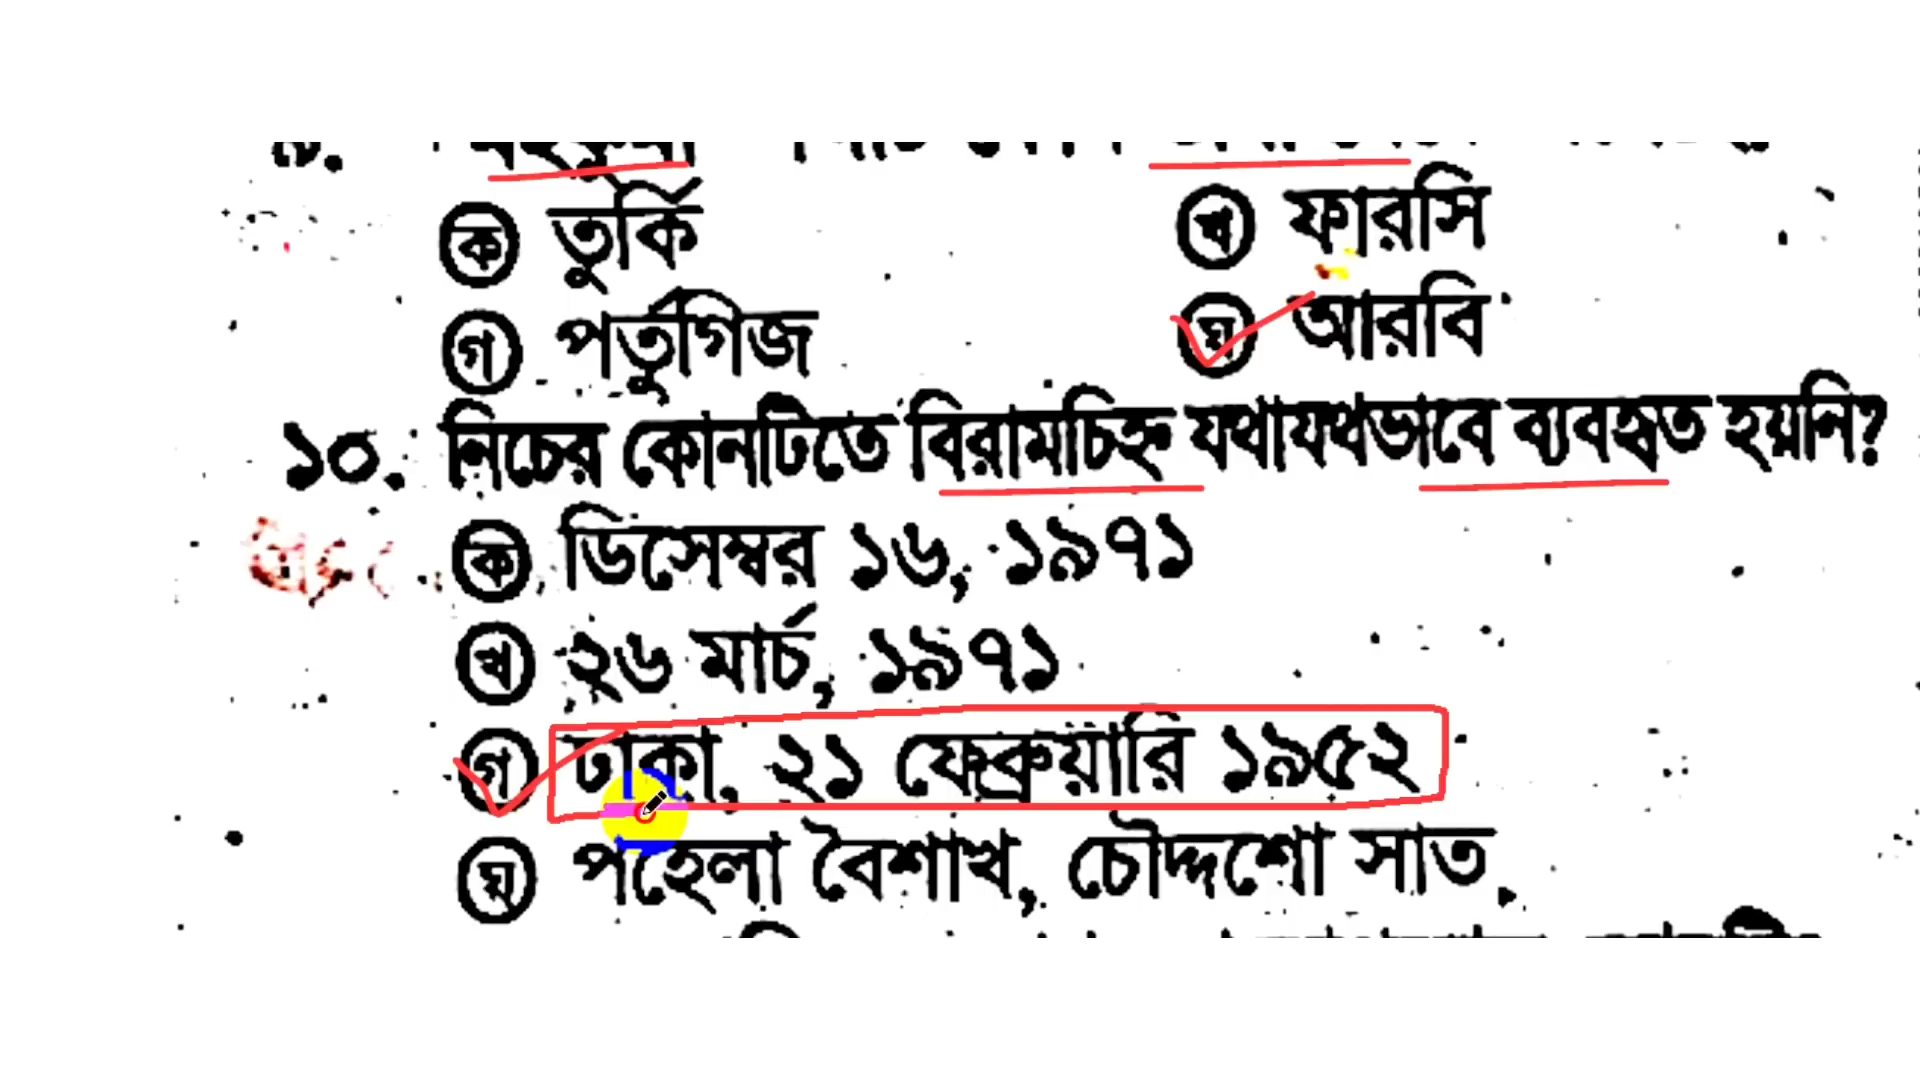 ক তুর্কি খ ফারসি
গ পর্তুগিজ ঘ আরবি
১০. নিচের কোনটিতে বিরামচিহ্ন যথাযথভাবে ব্যবহৃত হয়নি?
ক ডিসেম্বর ১৬, ১৯৭১
খ ২৬ মার্চ, ১৯৭১
গ ঢাকা, ২১ ফেব্রুয়ারি ১৯৫২
ঘ পহেলা বৈশাখ, চৌদ্দশো সাত,